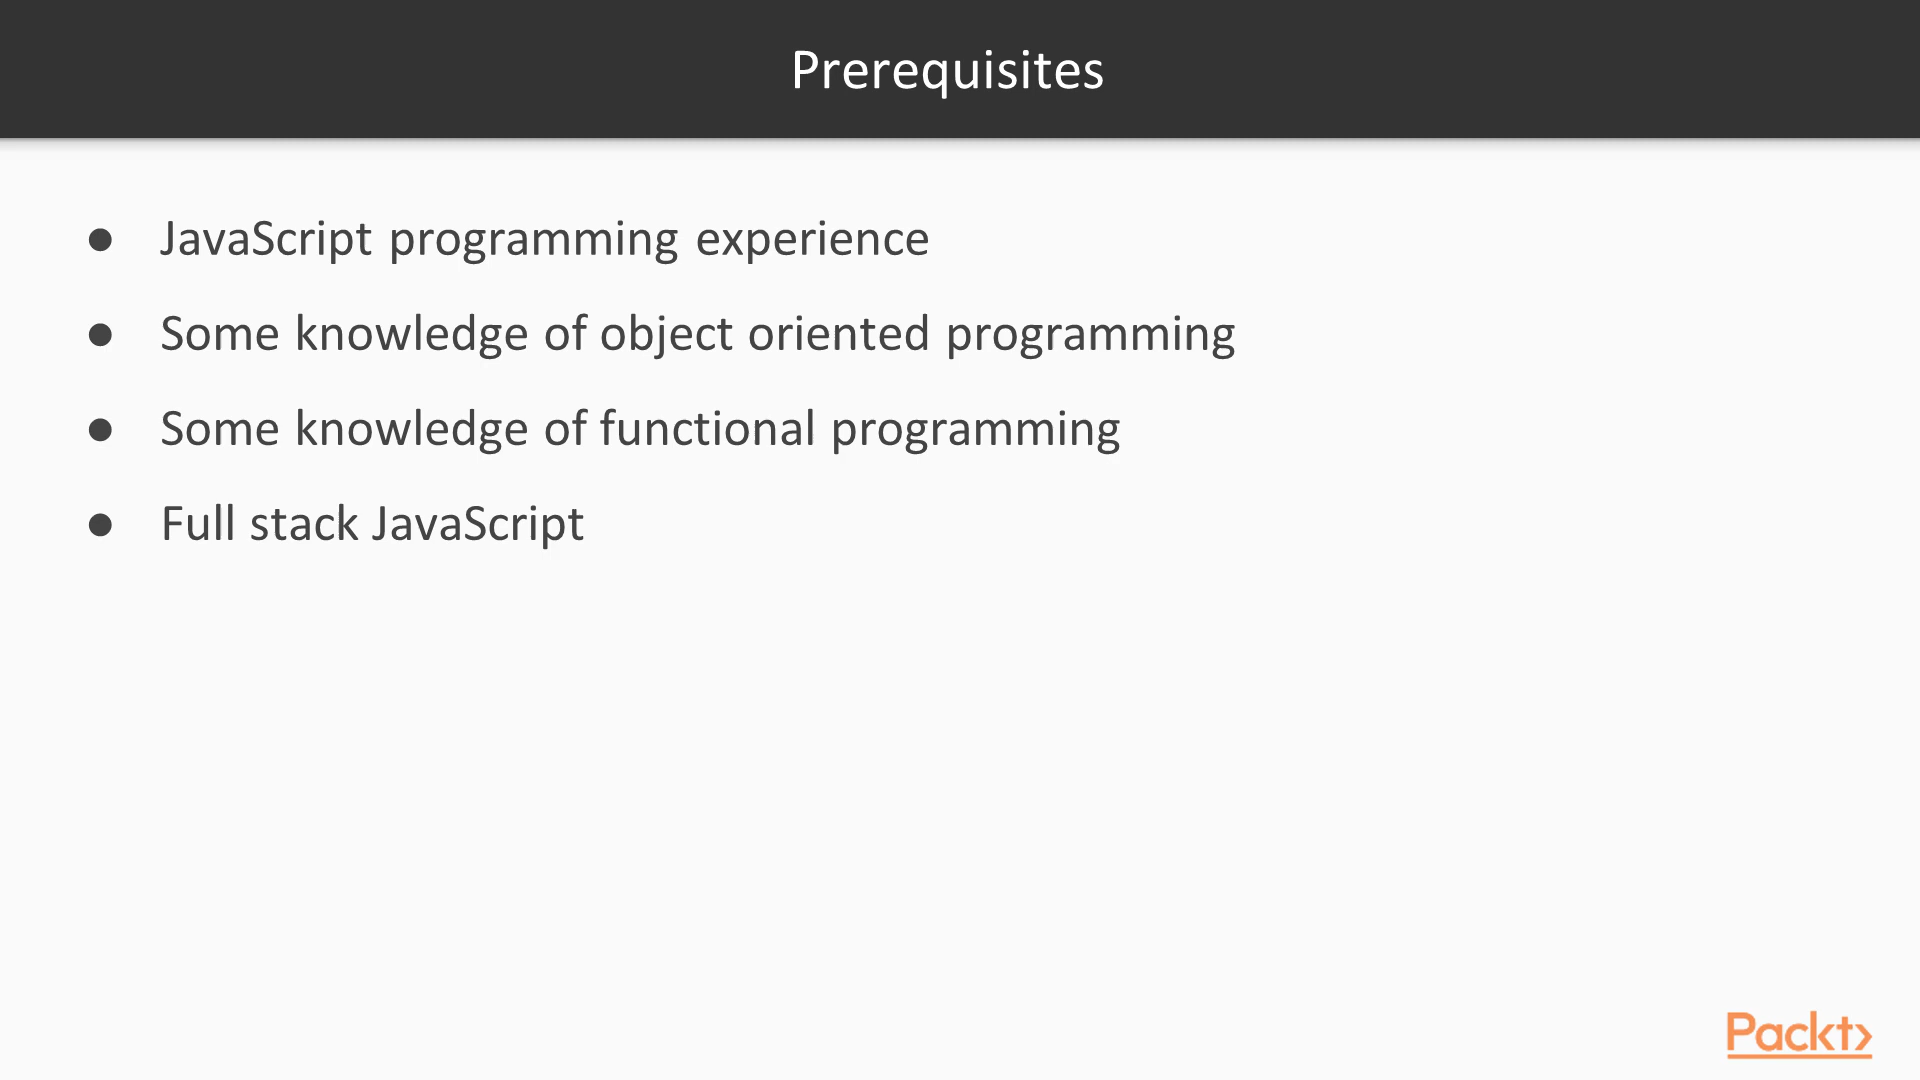 Prerequisites
● JavaScript programming experience
● Some knowledge of object oriented programming
● Some knowledge of functional programming
● Full stack JavaScript
Packt>